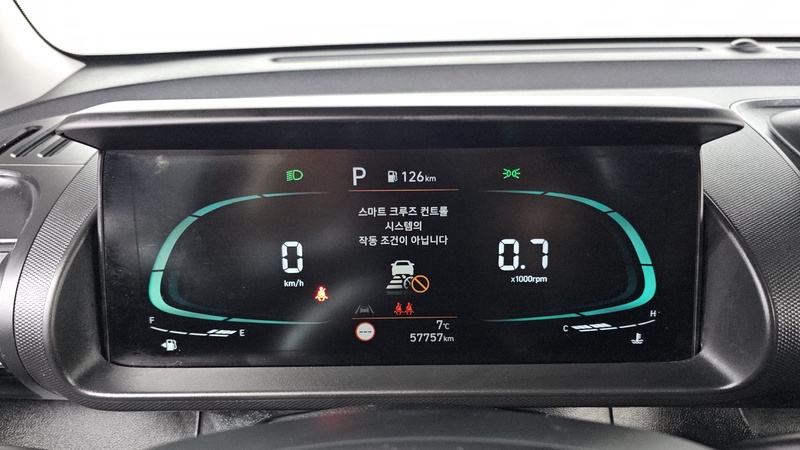 P 126km
스마트 크루즈 컨트롤
시스템의
작동 조건이 아닙니다
0
km/h
0.7
x1000rpm
F E
C H
7℃
57757km